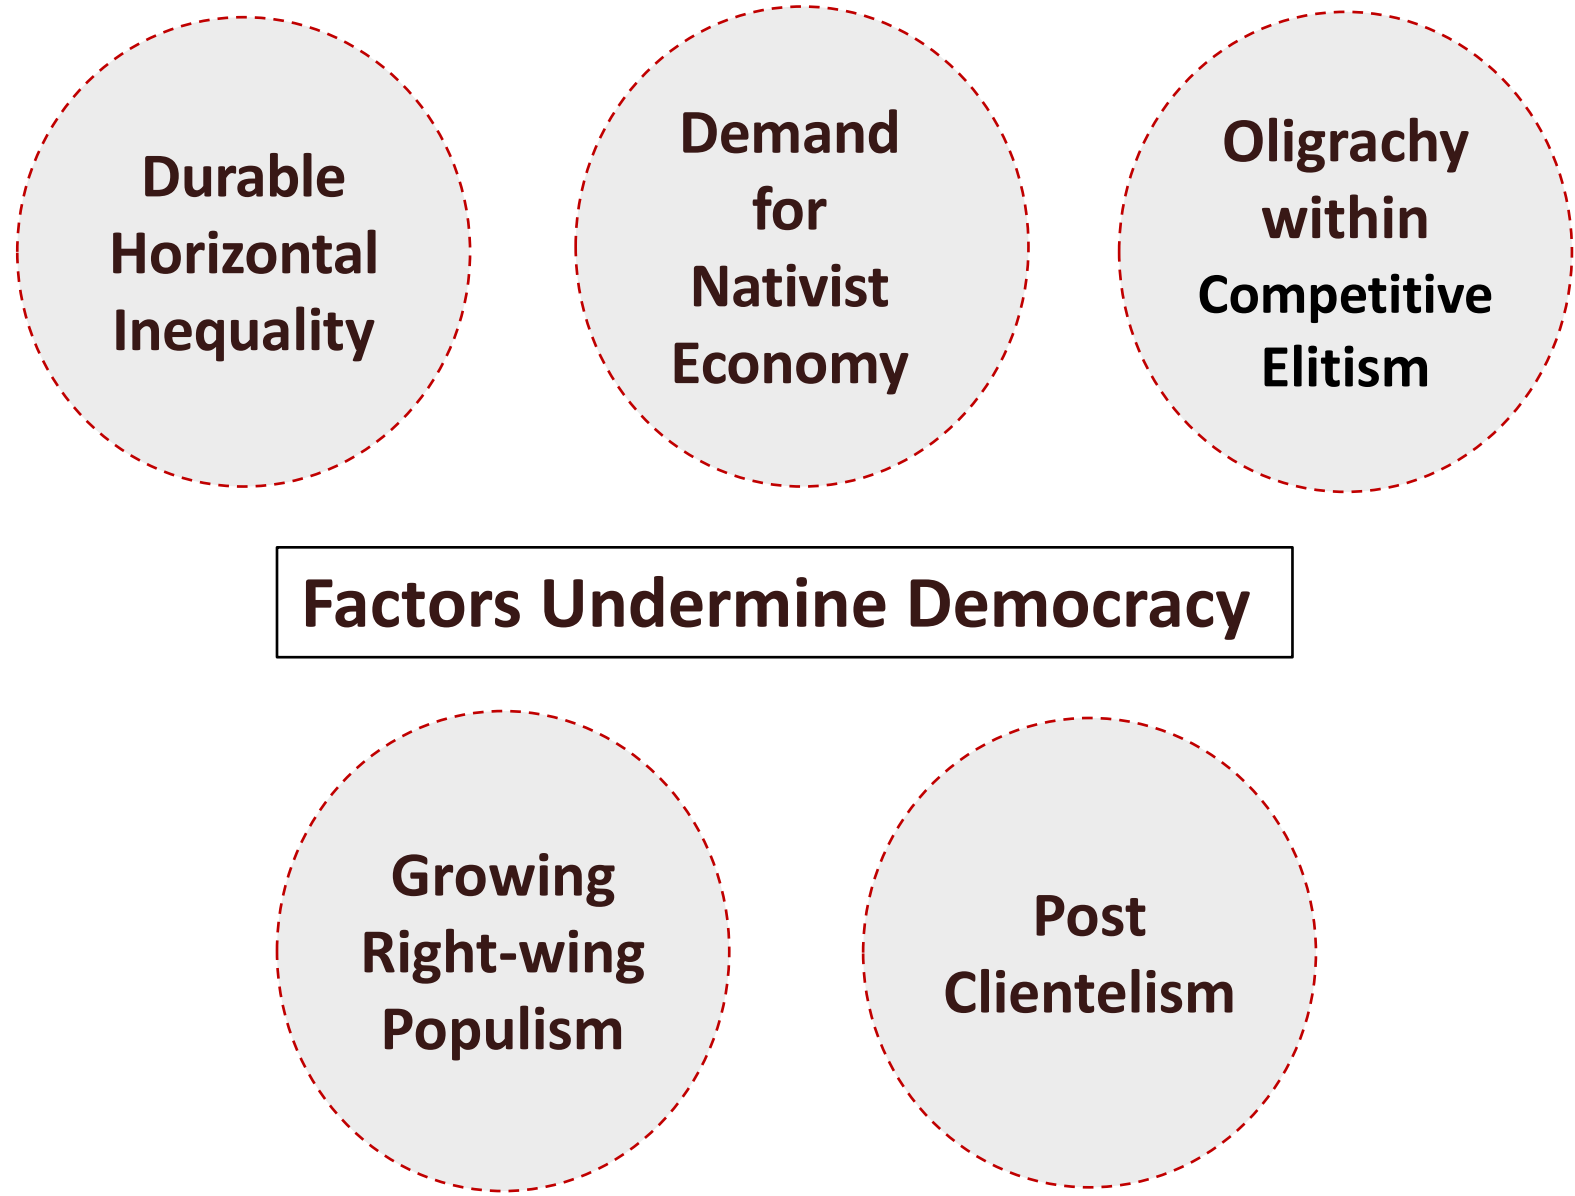 Durable
Horizontal
Inequality
Demand
for
Nativist
Economy
Oligrachy
within
Competitive
Elitism
Factors Undermine Democracy
Growing
Right-wing
Populism
Post
Clientelism